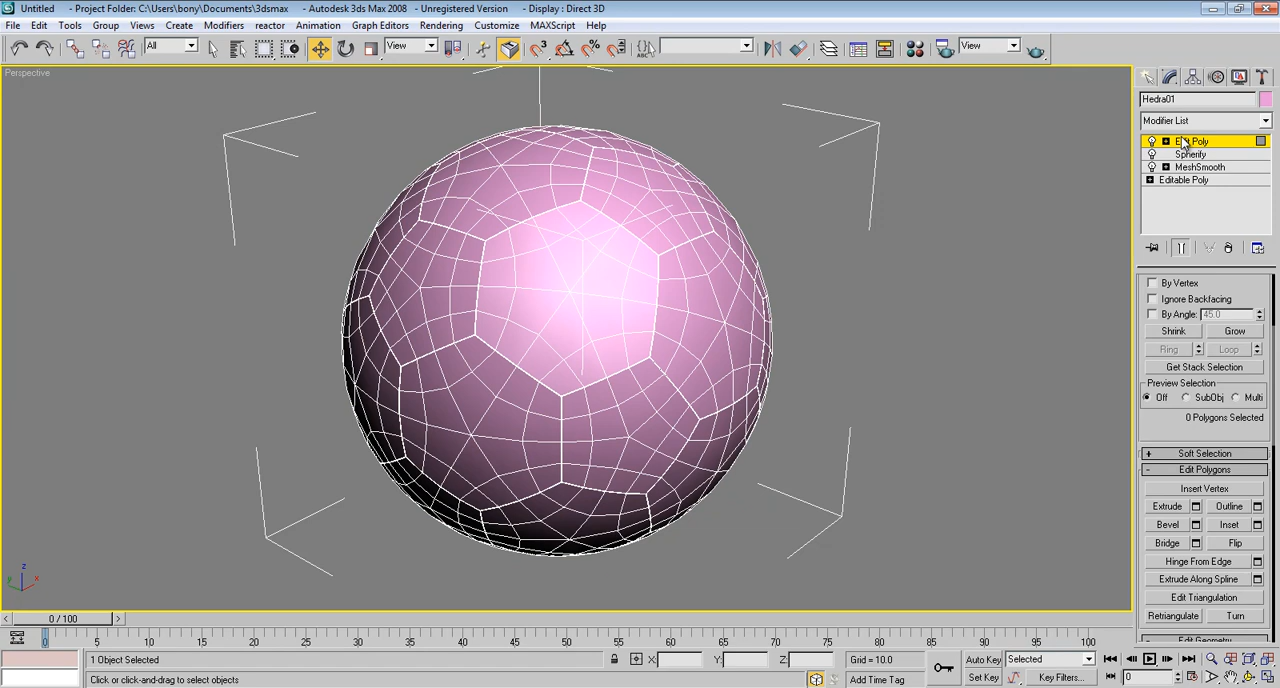 Untitled - Project Folder: C:\Users\bony\Documents\3dsmax - Autodesk 3ds Max 2008 - Unregistered Version - Display : Direct 3D
File Edit Tools Group Views Create Modifiers reactor Animation Graph Editors Rendering Customize MAXScript Help
All View View
Perspective
Hedra01
Modifier List
Edit Poly
Spherify
MeshSmooth
Editable Poly
By Vertex
Ignore Backfacing
By Angle: 45.0
Shrink Grow
Ring Loop
Get Stack Selection
Preview Selection
Off SubObj Multi
0 Polygons Selected
+ Soft Selection
- Edit Polygons
Insert Vertex
Extrude Outline
Bevel Inset
Bridge Flip
Hinge From Edge
Extrude Along Spline
Edit Triangulation
Retriangulate Turn
Edit Geometry
0 / 100
0 5 10 15 20 25 30 35 40 45 50 55 60 65 70 75 80 85 90 95 100
1 Object Selected X: Y: Z: Grid = 10.0 Auto Key Selected
Click or click-and-drag to select objects Add Time Tag Set Key Key Filters... 0
z
x
y